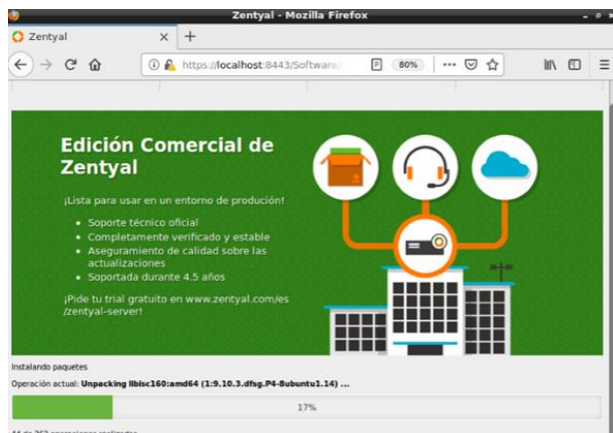 Zentyal - Mozilla Firefox
Zentyal
https://localhost:8443/Software/
80%
Edición Comercial de
Zentyal
¡Lista para usar en un entorno de produción!
Soporte técnico oficial
Completamente verificado y estable
Aseguramiento de calidad sobre las
actualizaciones
Soportada durante 4.5 años
¡Pide tu trial gratuito en www.zentyal.com/es
/zentyal-server!
Instalando paquetes
Operación actual: Unpacking libisc160:amd64 (1:9.10.3.dfsg.P4-8ubuntu1.14) ...
17%